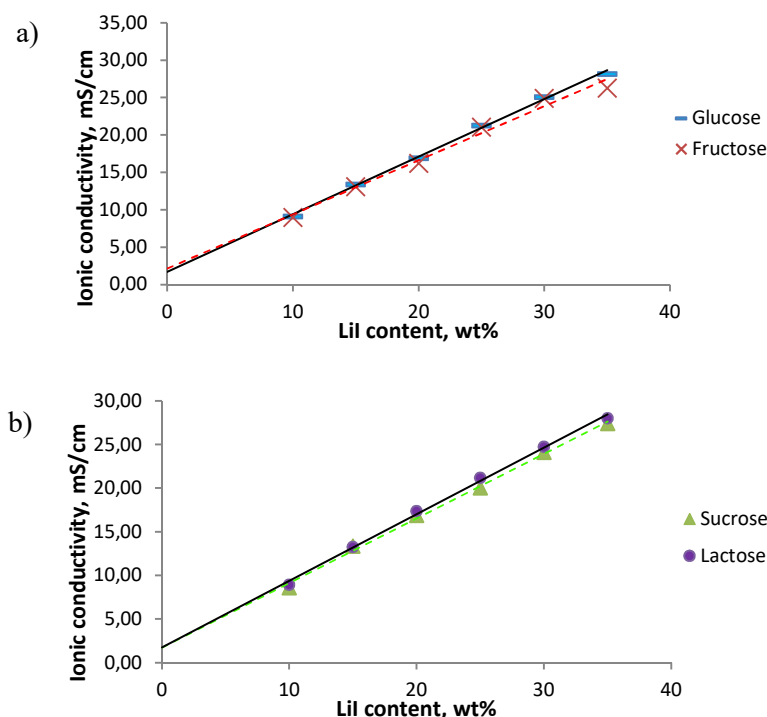 a)
Ionic conductivity, mS/cm
35,00
30,00
25,00
20,00
15,00
10,00
5,00
0,00
0 10 20 30 40
LiI content, wt%
Glucose
Fructose
b)
Ionic conductivity, mS/cm
30,00
25,00
20,00
15,00
10,00
5,00
0,00
0 10 20 30 40
LiI content, wt%
Sucrose
Lactose